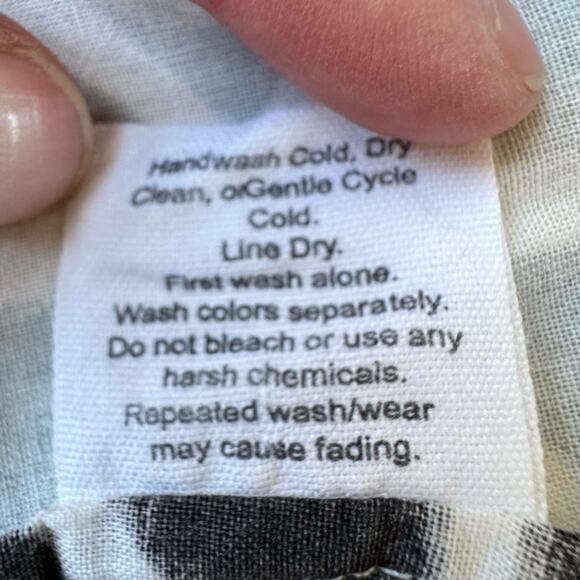 Handwash Cold, Dry
Clean, orGentle Cycle
Cold.
Line Dry.
First wash alone.
Wash colors separately.
Do not bleach or use any
harsh chemicals.
Repeated wash/wear
may cause fading.